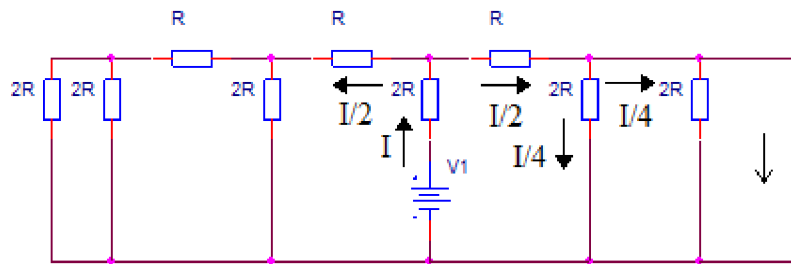 R R R
2R 2R 2R 2R 2R 2R
I/2 I/2 I/4
I I/4
V1